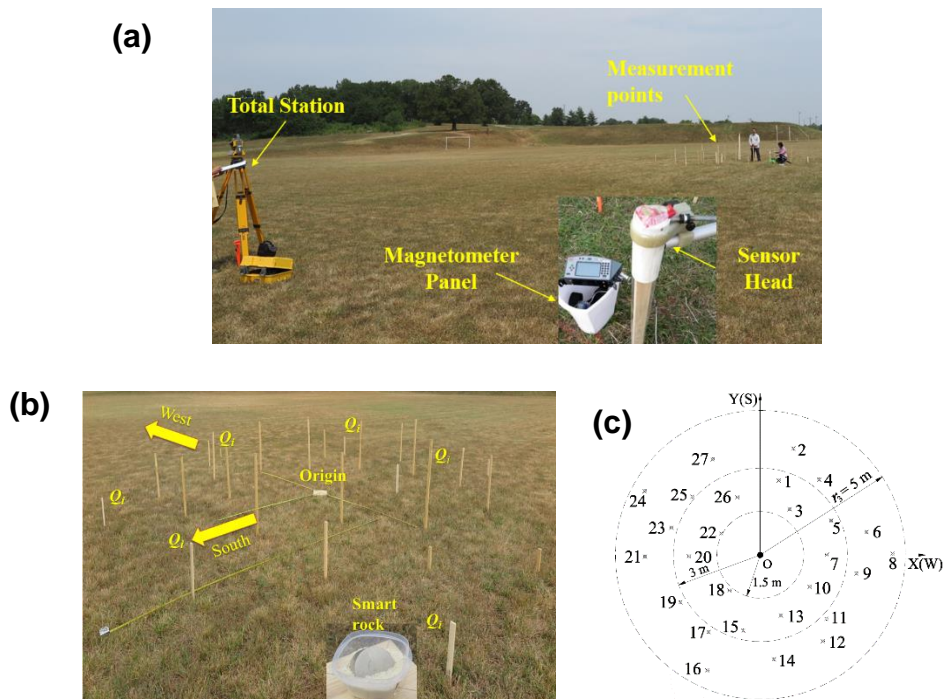 (a)
Total Station
Measurement
points
Magnetometer
Panel
Sensor
Head
(b)
West
Qi
Qi
Qi
Origin
Qi
South
Smart
rock
Qi
(c)
Y(S)
2
27
4
1
24
25
26
r3= 5 m
3
5
6
23
22
21
20
O
7
8
X(W)
9
3 m
1.5 m
10
18
19
13
11
17
15
12
14
16